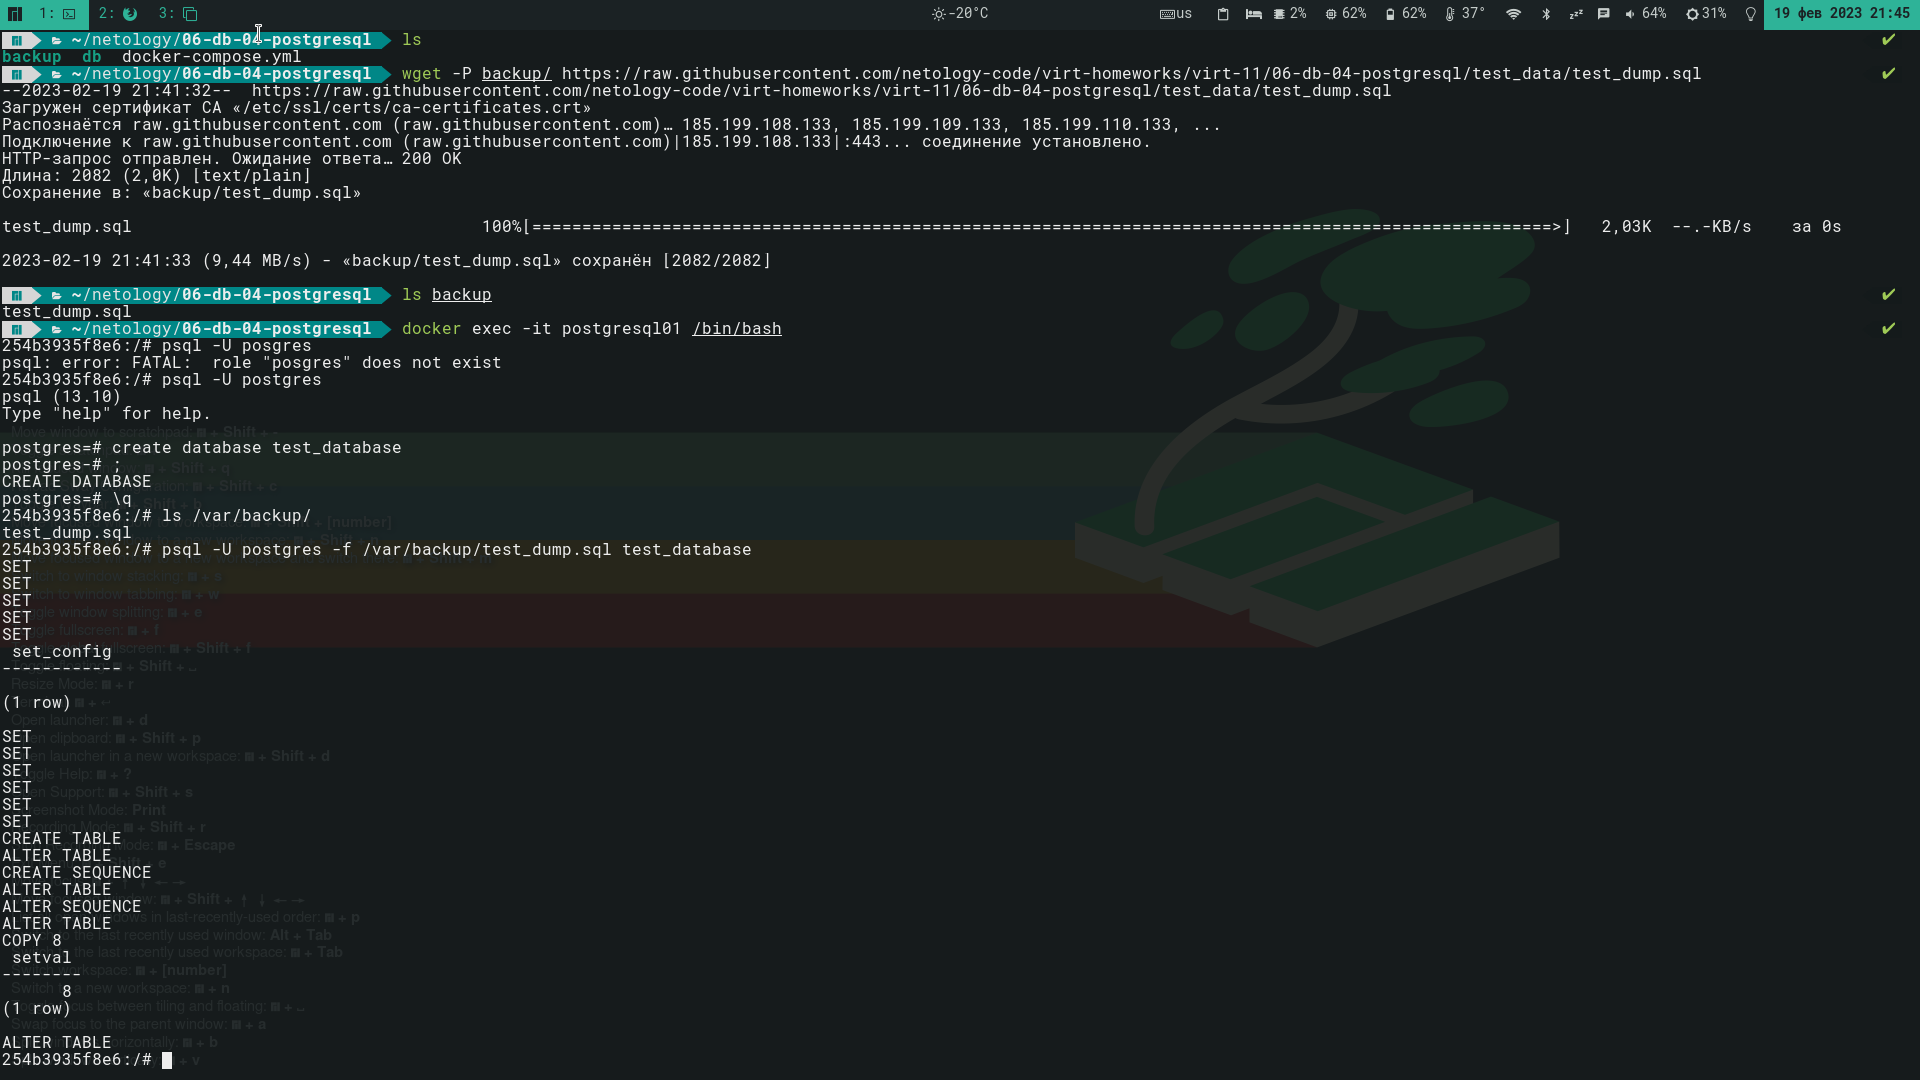 1: 2: 3: -20°C us 2% 62% 62% 37° 64% 31% 19 фев 2023 21:45
~/netology/06-db-04-postgresql ls ✔
backup db docker-compose.yml
~/netology/06-db-04-postgresql wget -P backup/ https://raw.githubusercontent.com/netology-code/virt-homeworks/virt-11/06-db-04-postgresql/test_data/test_dump.sql ✔
--2023-02-19 21:41:32-- https://raw.githubusercontent.com/netology-code/virt-homeworks/virt-11/06-db-04-postgresql/test_data/test_dump.sql
Загружен сертификат CA «/etc/ssl/certs/ca-certificates.crt»
Распознаётся raw.githubusercontent.com (raw.githubusercontent.com)… 185.199.108.133, 185.199.109.133, 185.199.110.133, ...
Подключение к raw.githubusercontent.com (raw.githubusercontent.com)|185.199.108.133|:443... соединение установлено.
HTTP-запрос отправлен. Ожидание ответа… 200 OK
Длина: 2082 (2,0K) [text/plain]
Сохранение в: «backup/test_dump.sql»
test_dump.sql 100%[======================================================================================================>] 2,03K --.-KB/s за 0s
2023-02-19 21:41:33 (9,44 MB/s) - «backup/test_dump.sql» сохранён [2082/2082]
~/netology/06-db-04-postgresql ls backup ✔
test_dump.sql
~/netology/06-db-04-postgresql docker exec -it postgresql01 /bin/bash ✔
254b3935f8e6:/# psql -U posgres
psql: error: FATAL: role "posgres" does not exist
254b3935f8e6:/# psql -U postgres
psql (13.10)
Type "help" for help.
postgres=# create database test_database
postgres-# ;
CREATE DATABASE
postgres=# \q
254b3935f8e6:/# ls /var/backup/
test_dump.sql
254b3935f8e6:/# psql -U postgres -f /var/backup/test_dump.sql test_database
SET
SET
SET
SET
SET
set_config
------------
(1 row)
SET
SET
SET
SET
SET
SET
CREATE TABLE
ALTER TABLE
CREATE SEQUENCE
ALTER TABLE
ALTER SEQUENCE
ALTER TABLE
COPY 8
setval
--------
8
(1 row)
ALTER TABLE
254b3935f8e6:/#